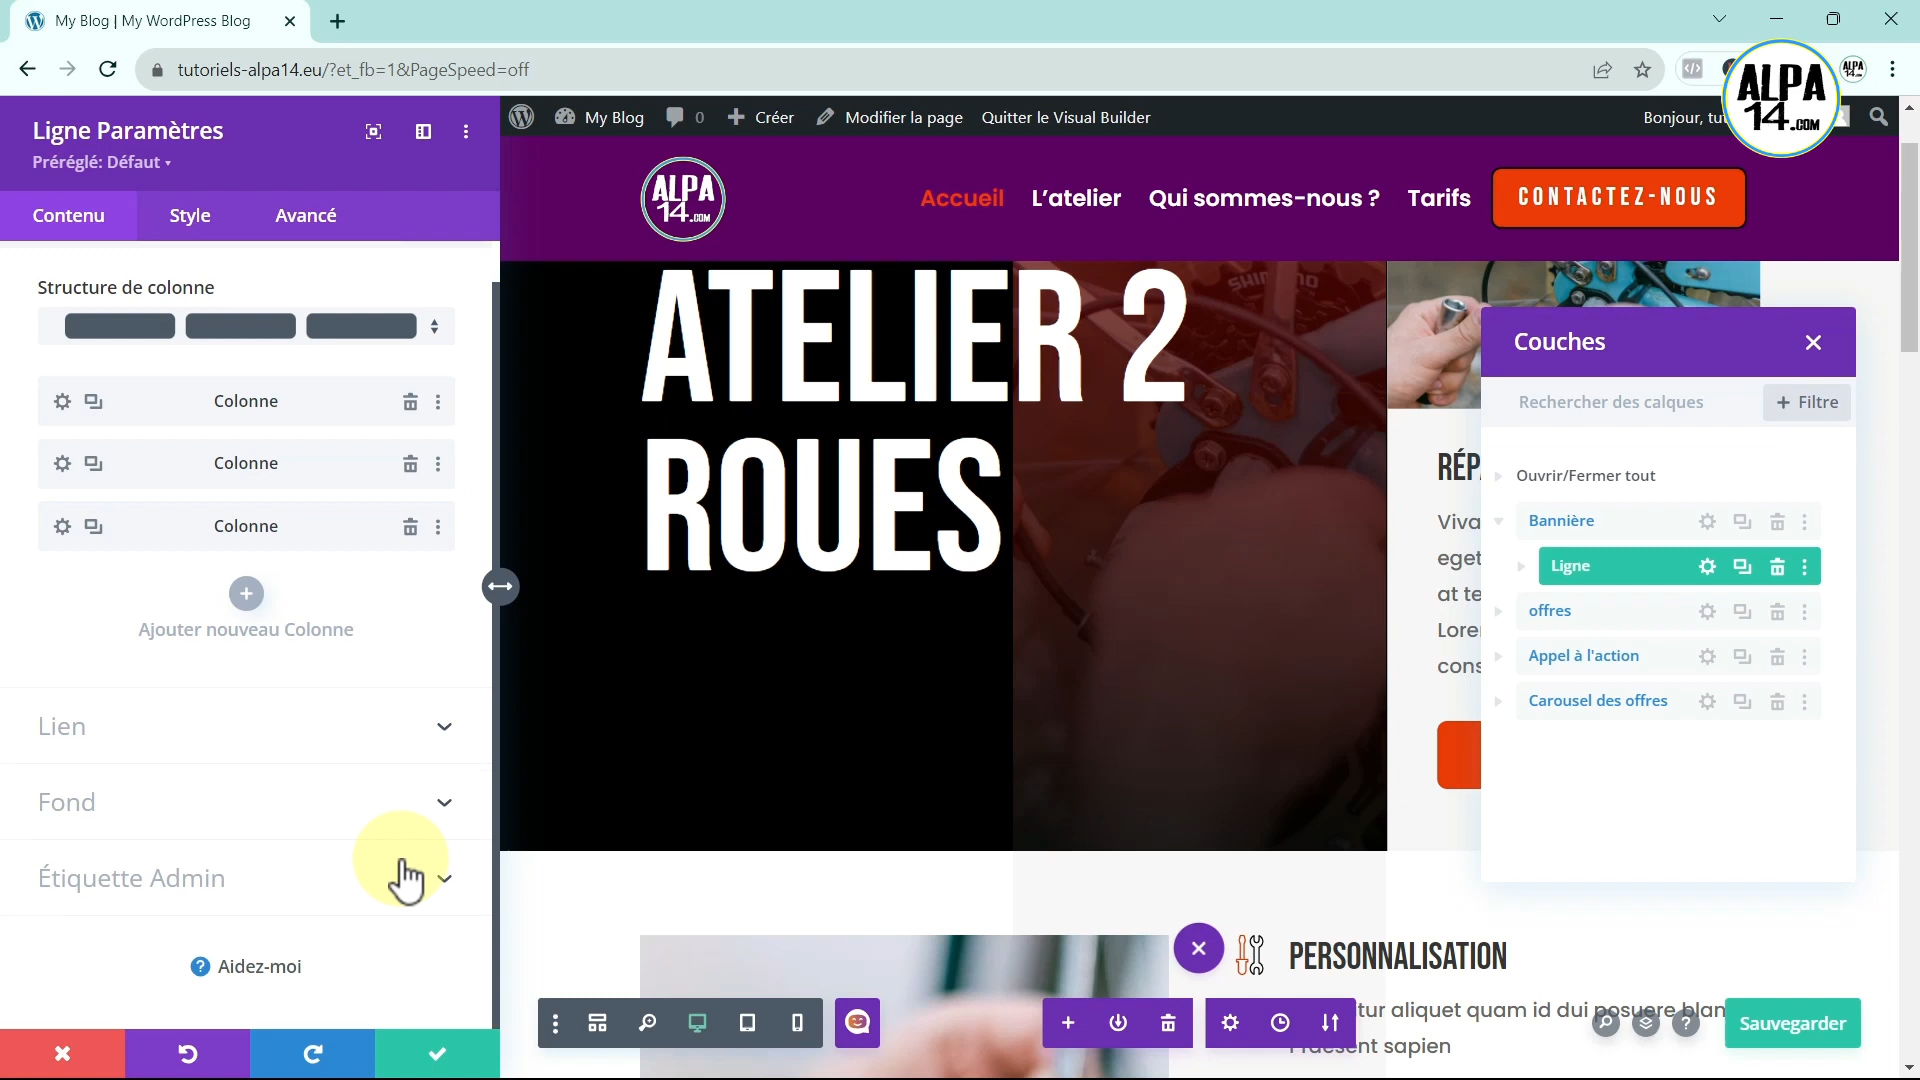 My Blog | My WordPress Blog
tutoriels-alpa14.eu/?et_fb=1&PageSpeed=off
ALPA
14.COM
Ligne Paramètres
Préréglé: Défaut
Contenu
Style
Avancé
Structure de colonne
Colonne
Colonne
Colonne
Ajouter nouveau Colonne
Lien
Fond
Étiquette Admin
Aidez-moi
My Blog
0
Créer
Modifier la page
Quitter le Visual Builder
Bonjour,
ALPA
14.COM
Accueil
L'atelier
Qui sommes-nous ?
Tarifs
CONTACTEZ-NOUS
ATELIER 2
ROUES
SHIMANO
RÉP
Viva
eget
at te
Lore
cons
Couches
Rechercher des calques
+ Filtre
Ouvrir/Fermer tout
Bannière
Ligne
offres
Appel à l'action
Carousel des offres
PERSONNALISATION
tur aliquet quam id dui posuere blan
sent sapien
Sauvegarder